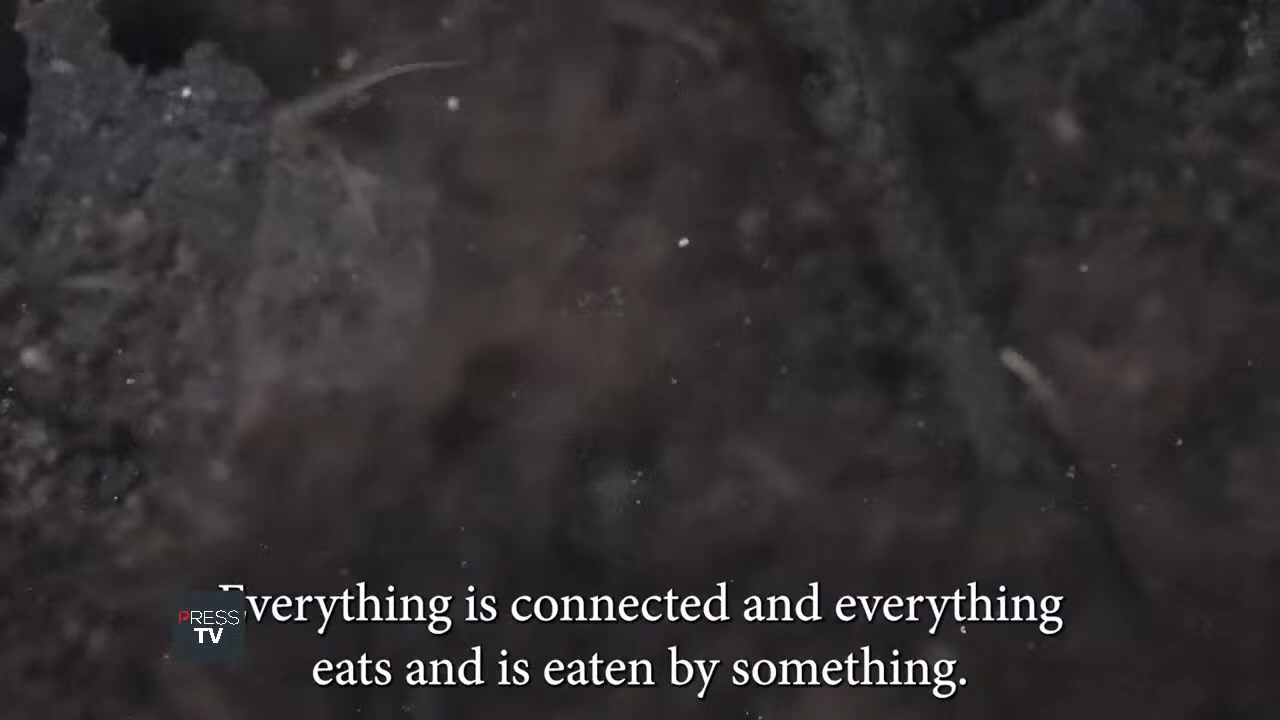 Everything is connected and everything
eats and is eaten by something.
PRESS
TV